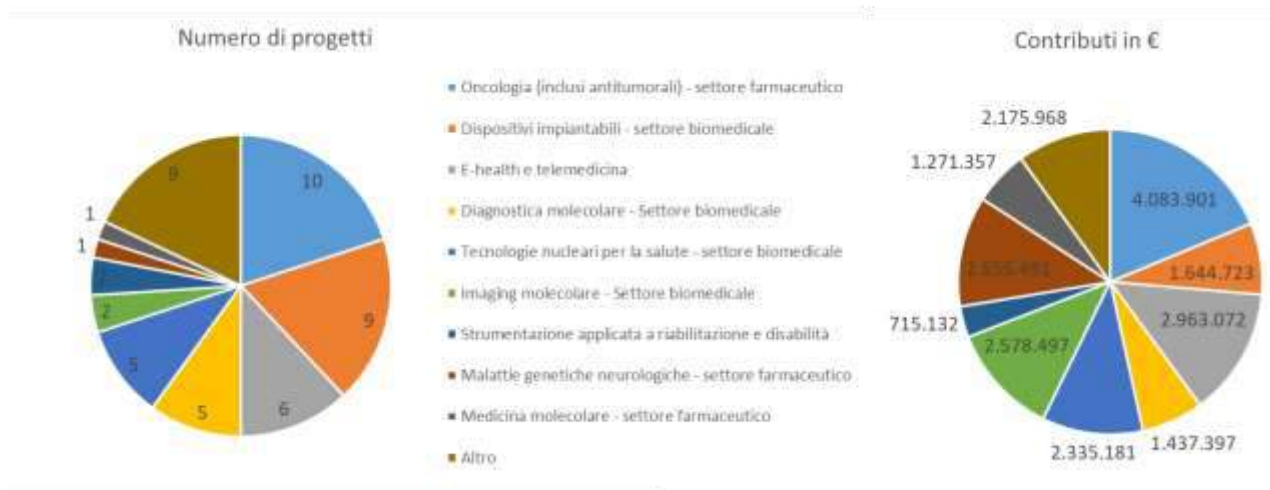 Numero di progetti
10
9
6
5
5
2
1
1
9
Oncologia (inclusi antitumorali) - settore farmaceutico
Dispositivi impiantabili - settore biomedicale
E-health e telemedicina
Diagnostica molecolare - Settore biomedicale
Tecnologie nucleari per la salute - settore biomedicale
Imaging molecolare - Settore biomedicale
Strumentazione applicata a riabilitazione e disabilità
Malattie genetiche neurologiche - settore farmaceutico
Medicina molecolare - settore farmaceutico
Altro
Contributi in €
4.083.901
1.644.723
2.963.072
1.437.397
2.335.181
2.578.497
715.132
1.271.357
2.175.968